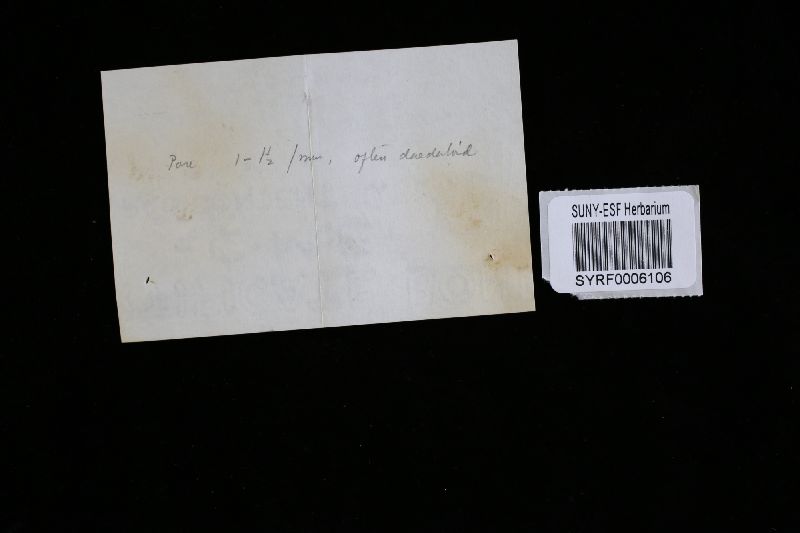 Pore 1-1½ /mm, often daedaloid
SUNY-ESF Herbarium
SYRF0006106